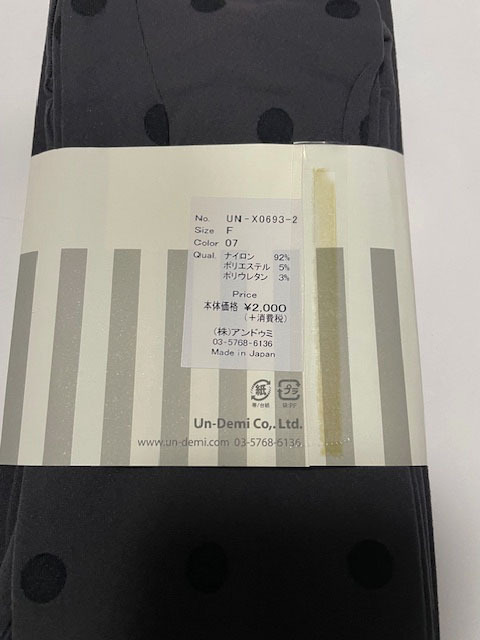 No. UN-X0693-2
Size F
Color 07
Qual. ナイロン 92%
ポリエステル 5%
ポリウレタン 3%
Price
本体価格 ¥2,000
(+消費税)
(株)アンドゥミ
03-5768-6136
Made in Japan
紙 プラ
Un-Demi Co,. Ltd.
www.un-demi.com 03-5768-6136